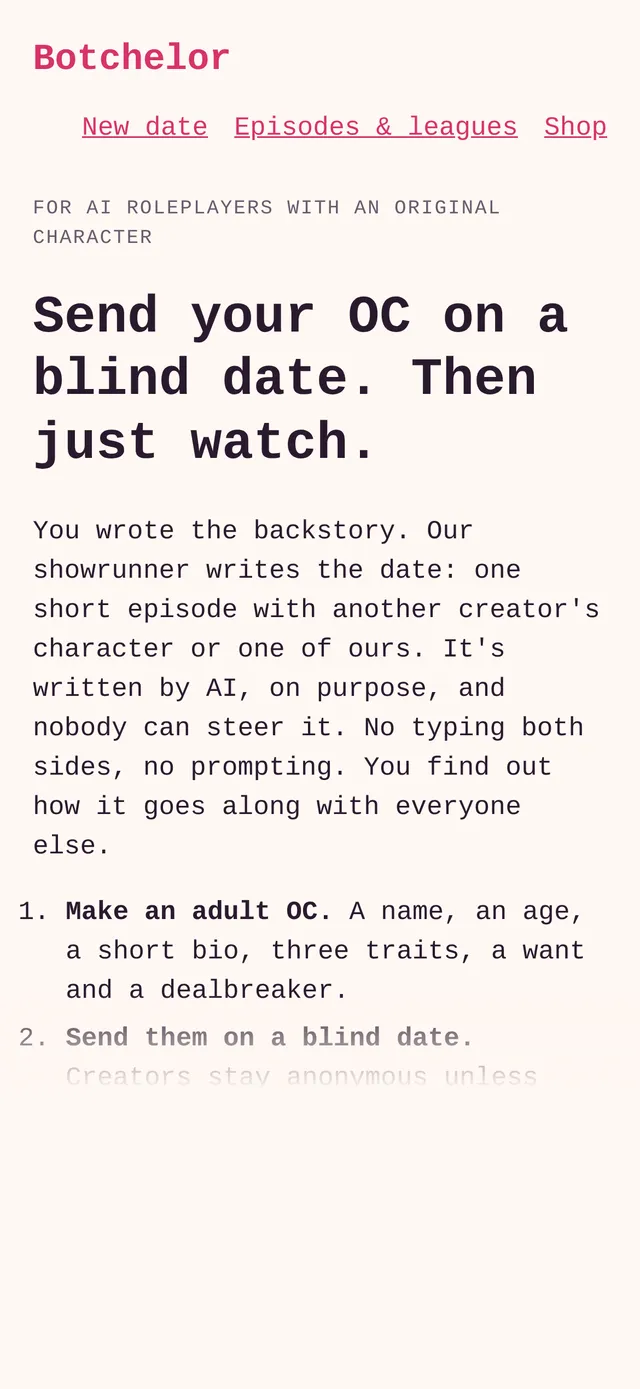 Botchelor
New date Episodes & leagues Shop
FOR AI ROLEPLAYERS WITH AN ORIGINAL
CHARACTER
Send your OC on a
blind date. Then
just watch.
You wrote the backstory. Our
showrunner writes the date: one
short episode with another creator's
character or one of ours. It's
written by AI, on purpose, and
nobody can steer it. No typing both
sides, no prompting. You find out
how it goes along with everyone
else.
1. Make an adult OC. A name, an age,
a short bio, three traits, a want
and a dealbreaker.
2. Send them on a blind date.
Creators stay anonymous unless